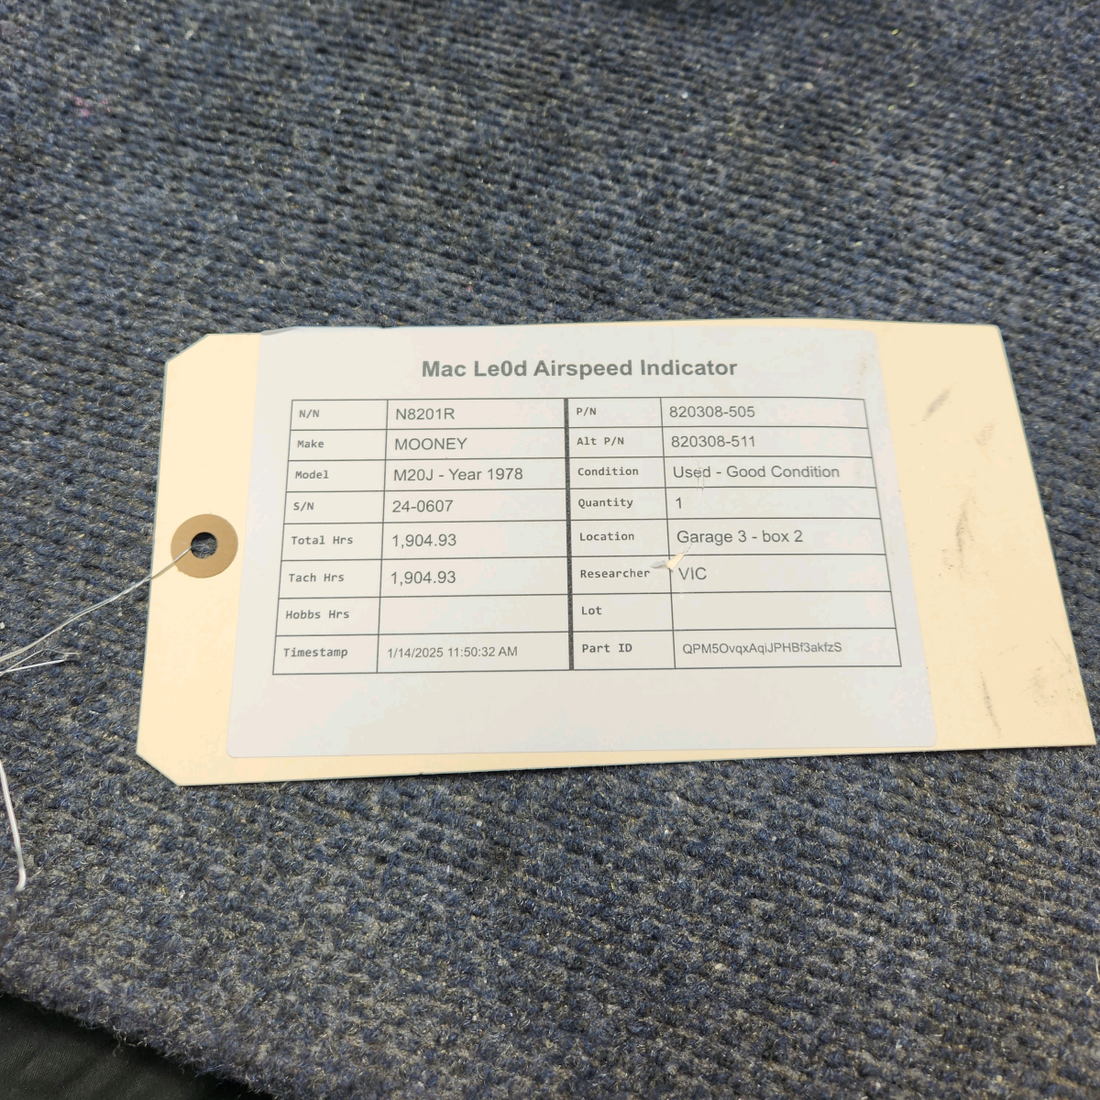 Mac Le0d Airspeed Indicator
N/N N8201R P/N 820308-505
Make MOONEY Alt P/N 820308-511
Model M20J - Year 1978 Condition Used - Good Condition
S/N 24-0607 Quantity 1
Total Hrs 1,904.93 Location Garage 3 - box 2
Tach Hrs 1,904.93 Researcher VIC
Hobbs Hrs Lot
Timestamp 1/14/2025 11:50:32 AM Part ID QPM5OvqxAqiJPHBf3akfzS